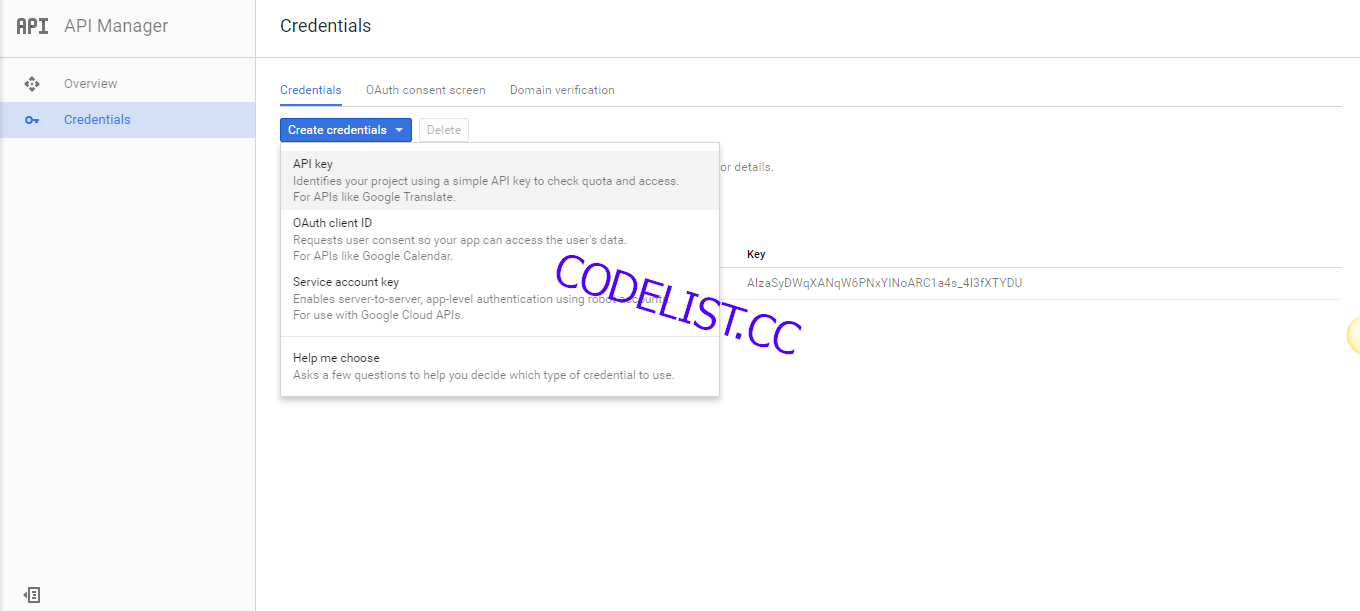 API API Manager
Credentials
Overview
Credentials
Credentials OAuth consent screen Domain verification
Create credentials Delete
API key
Identifies your project using a simple API key to check quota and access.
For APIs like Google Translate.
or details.
OAuth client ID
Requests user consent so your app can access the user's data.
For APIs like Google Calendar.
Key
Service account key
AIzaSyDWqXANqW6PNxYINoARC1a4s_4I3fXTYDU
Enables server-to-server, app-level authentication using robot accounts.
For use with Google Cloud APIs.
CODELIST.CC
Help me choose
Asks a few questions to help you decide which type of credential to use.